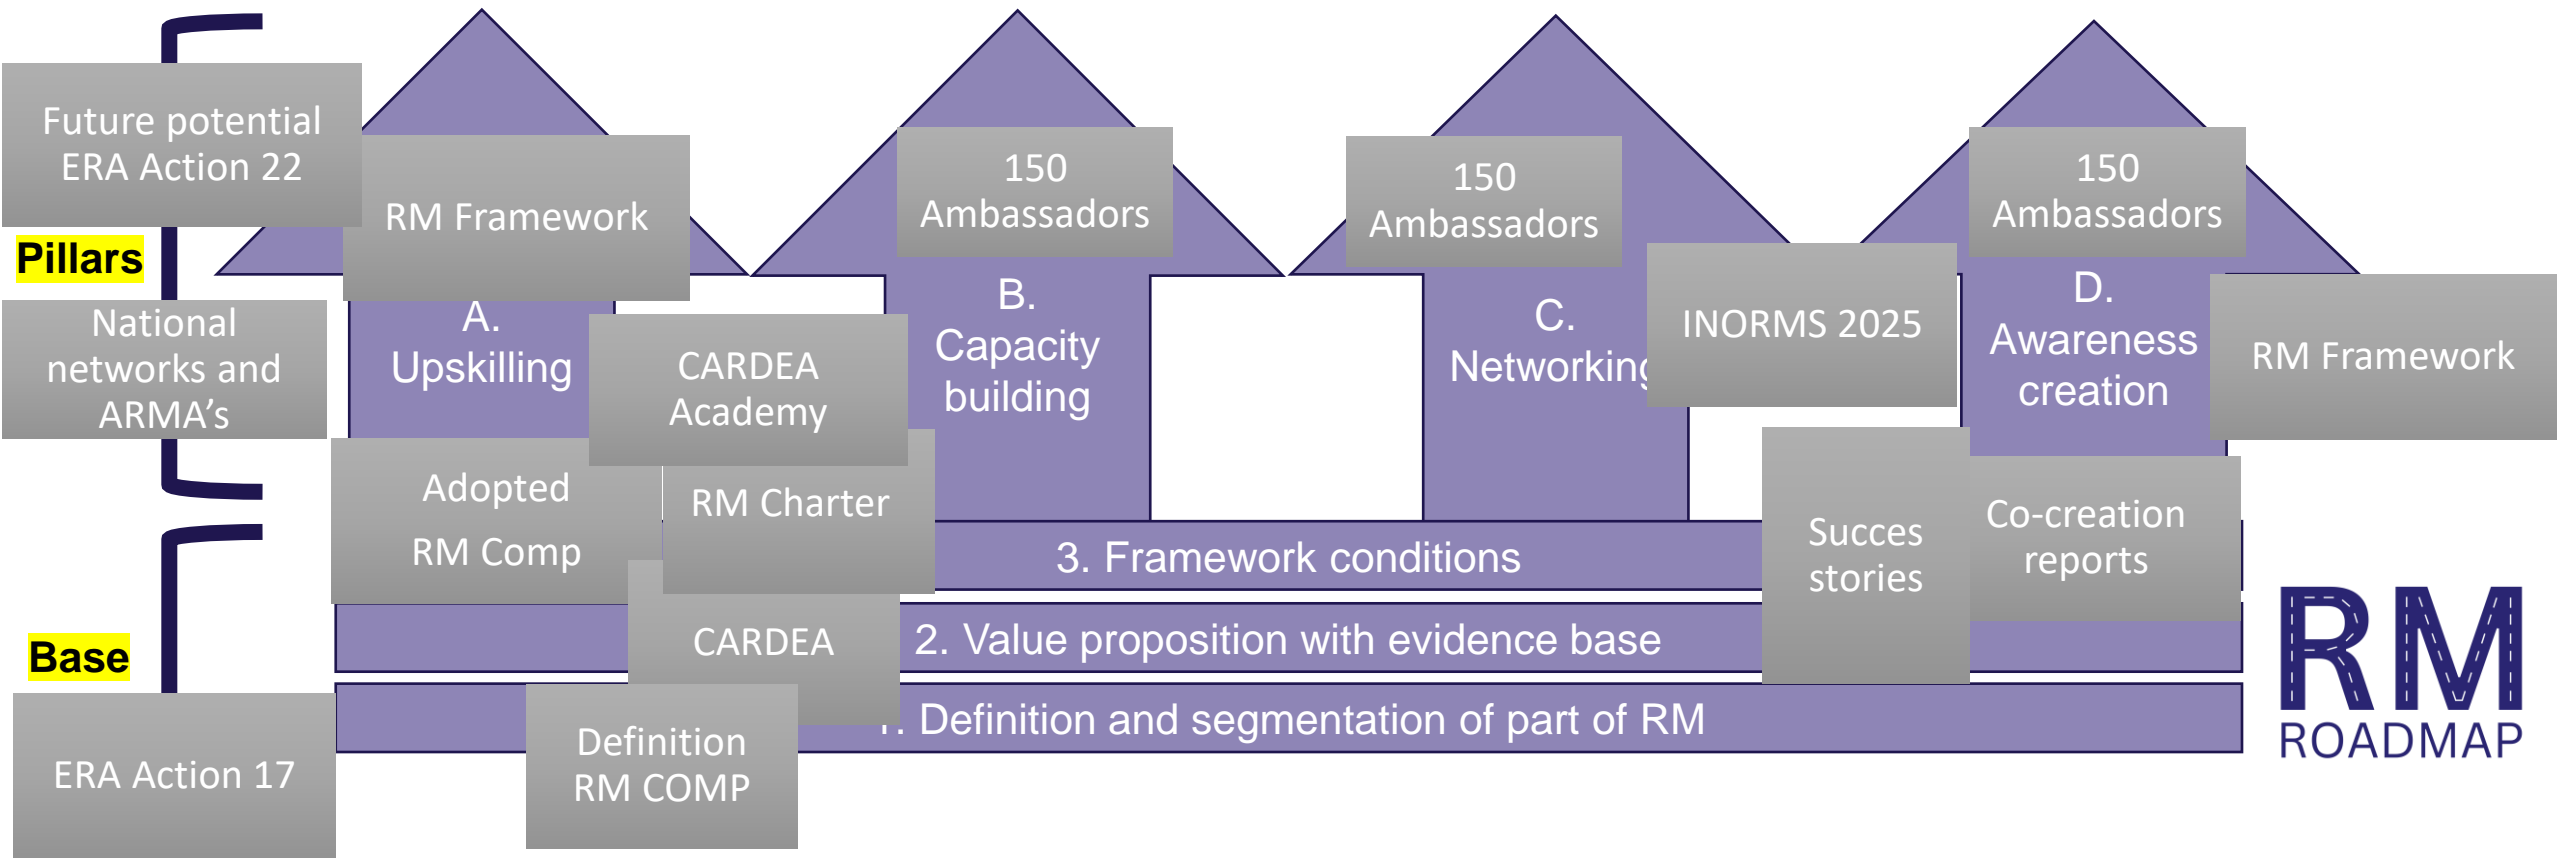 Future potential
ERA Action 22
Pillars
National
networks and
ARMA’s
Base
ERA Action 17
RM Framework
A.
Upskilling
Adopted
RM Comp
CARDEA
Academy
RM Charter
CARDEA
Definition
RM COMP
150
Ambassadors
B.
Capacity
building
150
Ambassadors
C.
Networking
INORMS 2025
150
Ambassadors
D.
Awareness
creation
RM Framework
Succes
stories
Co-creation
reports
3. Framework conditions
2. Value proposition with evidence base
1. Definition and segmentation of part of RM
RM
ROADMAP